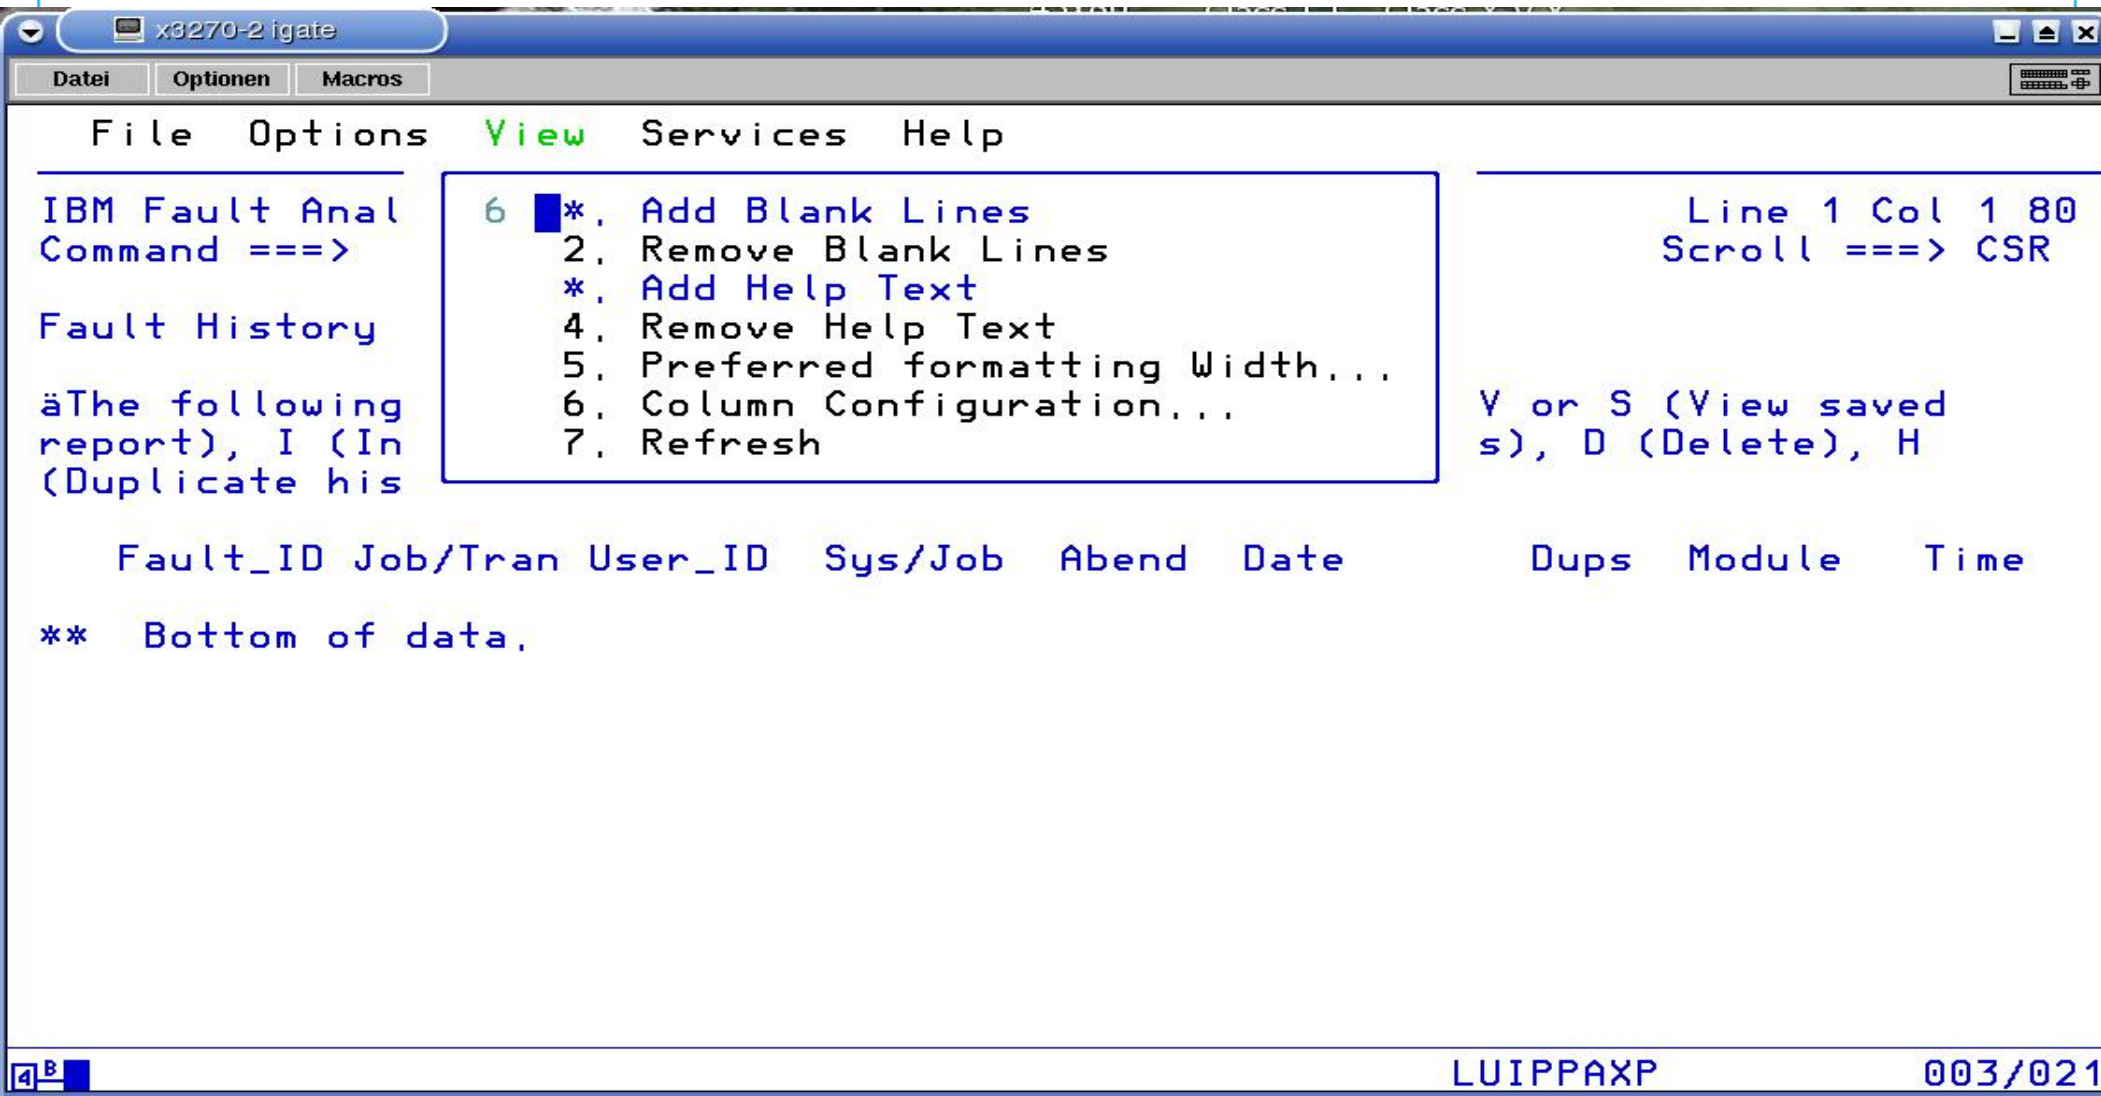 x3270-2 igate
Datei Optionen Macros
File Options View Services Help
IBM Fault Anal 6 *. Add Blank Lines Line 1 Col 1 80
Command ===> 2. Remove Blank Lines Scroll ===> CSR
*. Add Help Text
Fault History 4. Remove Help Text
5. Preferred formatting Width...
äThe following 6. Column Configuration... V or S (View saved
report), I (In 7. Refresh s), D (Delete), H
(Duplicate his
Fault_ID Job/Tran User_ID Sys/Job Abend Date Dups Module Time
** Bottom of data.
4 B LUIPPAXP 003/021